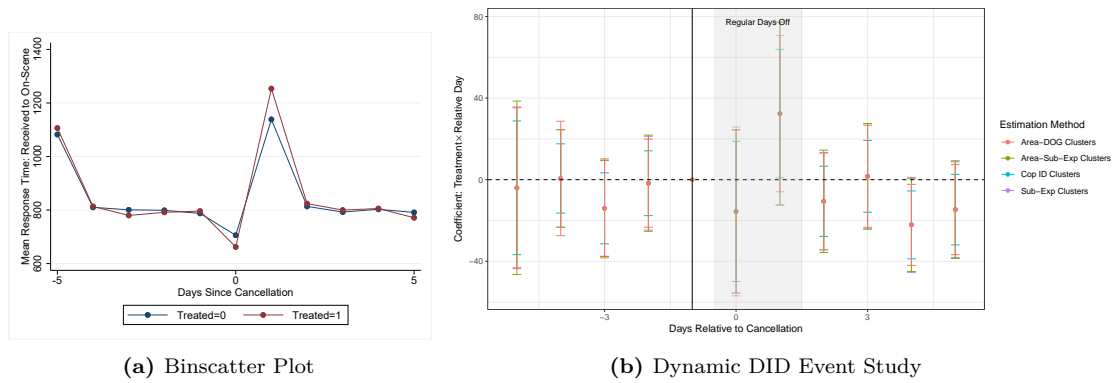 Mean Response Time: Received to On-Scene
1400
1200
1000
800
600
-5
0
5
Days Since Cancellation
Treated=0
Treated=1
(a) Binscatter Plot
Coefficient: Treatment× Relative Day
80
40
0
−40
Regular Days Off
−3
0
3
Days Relative to Cancellation
Estimation Method
Area−DOG Clusters
Area−Sub−Exp Clusters
Cop ID Clusters
Sub−Exp Clusters
(b) Dynamic DID Event Study